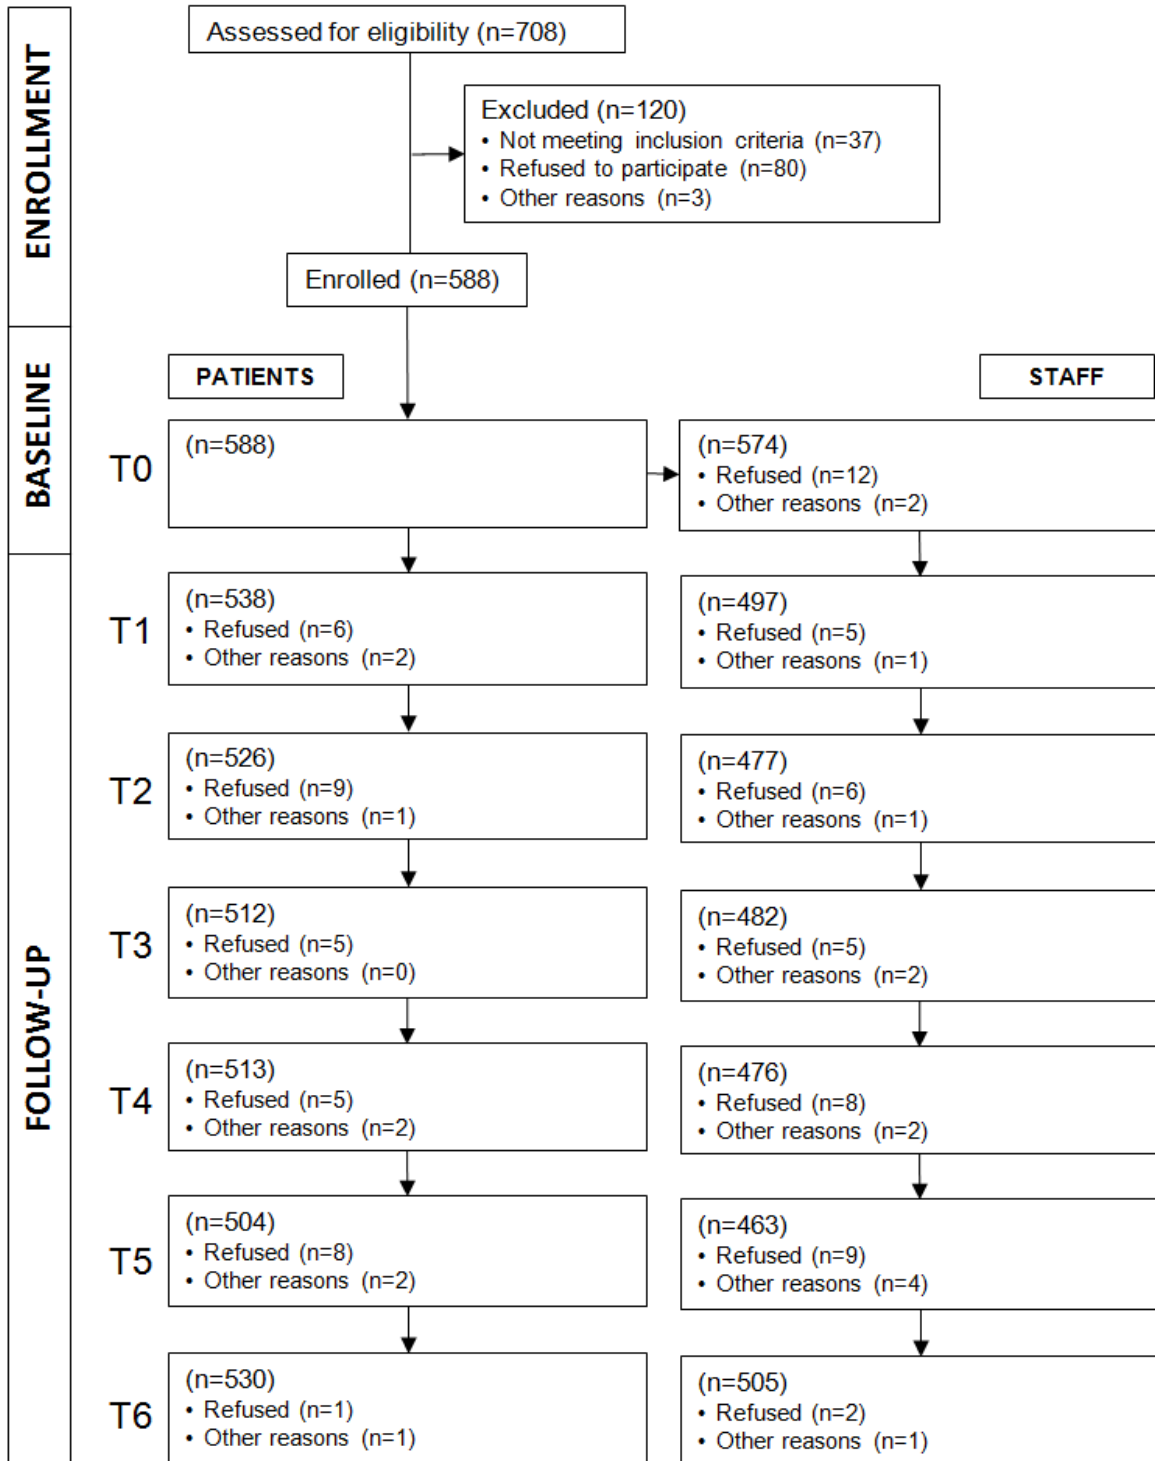 ENROLLMENT
Assessed for eligibility (n=708)
Excluded (n=120)
• Not meeting inclusion criteria (n=37)
• Refused to participate (n=80)
• Other reasons (n=3)
Enrolled (n=588)
BASELINE
PATIENTS
STAFF
T0
(n=588)
(n=574)
• Refused (n=12)
• Other reasons (n=2)
FOLLOW-UP
T1
(n=538)
• Refused (n=6)
• Other reasons (n=2)
(n=497)
• Refused (n=5)
• Other reasons (n=1)
T2
(n=526)
• Refused (n=9)
• Other reasons (n=1)
(n=477)
• Refused (n=6)
• Other reasons (n=1)
T3
(n=512)
• Refused (n=5)
• Other reasons (n=0)
(n=482)
• Refused (n=5)
• Other reasons (n=2)
T4
(n=513)
• Refused (n=5)
• Other reasons (n=2)
(n=476)
• Refused (n=8)
• Other reasons (n=2)
T5
(n=504)
• Refused (n=8)
• Other reasons (n=2)
(n=463)
• Refused (n=9)
• Other reasons (n=4)
T6
(n=530)
• Refused (n=1)
• Other reasons (n=1)
(n=505)
• Refused (n=2)
• Other reasons (n=1)